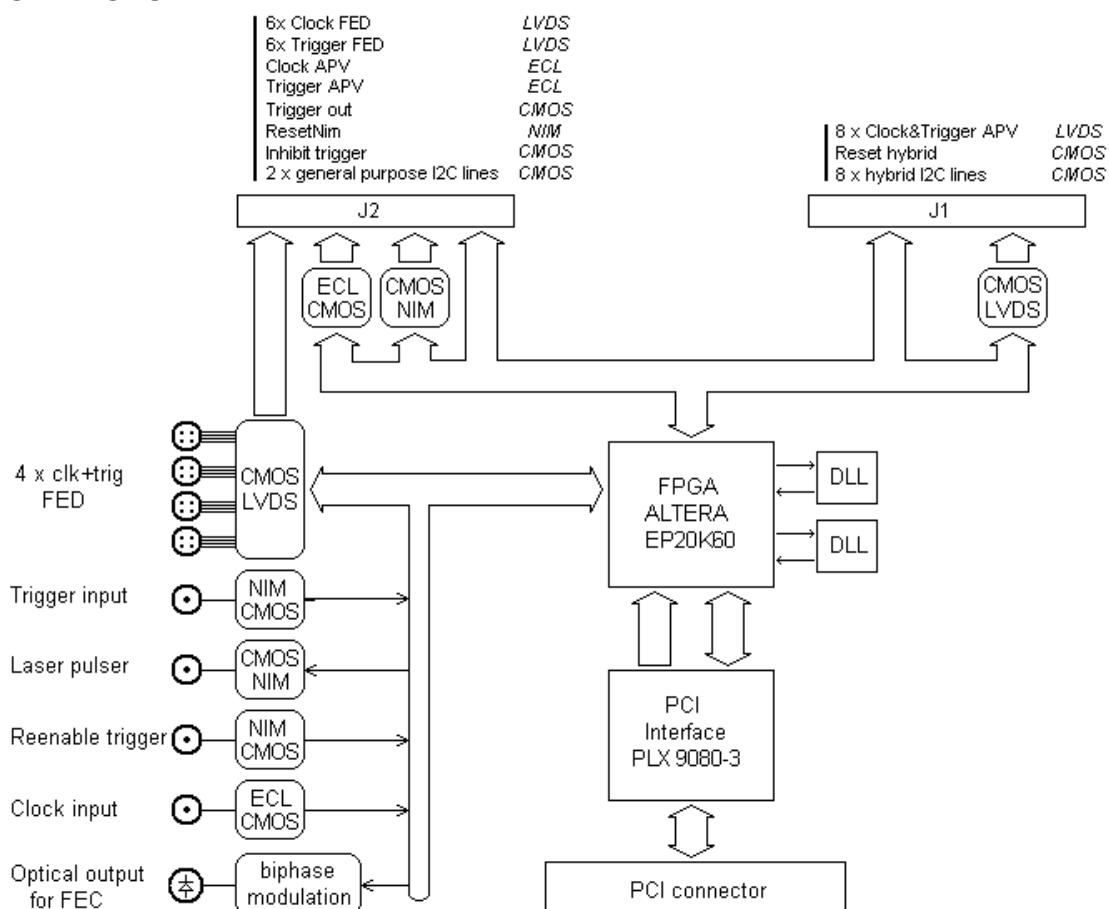 6x Clock FED LVDS
6x Trigger FED LVDS
Clock APV ECL
Trigger APV ECL
Trigger out CMOS
ResetNim NIM
Inhibit trigger CMOS
2 x general purpose I2C lines CMOS
8 x Clock&Trigger APV LVDS
Reset hybrid CMOS
8 x hybrid I2C lines CMOS
J2
J1
ECL
CMOS
CMOS
NIM
CMOS
LVDS
4 x clk+trig
FED
CMOS
LVDS
FPGA
ALTERA
EP20K60
DLL
DLL
Trigger input
NIM
CMOS
Laser pulser
CMOS
NIM
Reenable trigger
NIM
CMOS
Clock input
ECL
CMOS
PCI
Interface
PLX 9080-3
Optical output
for FEC
biphase
modulation
PCI connector